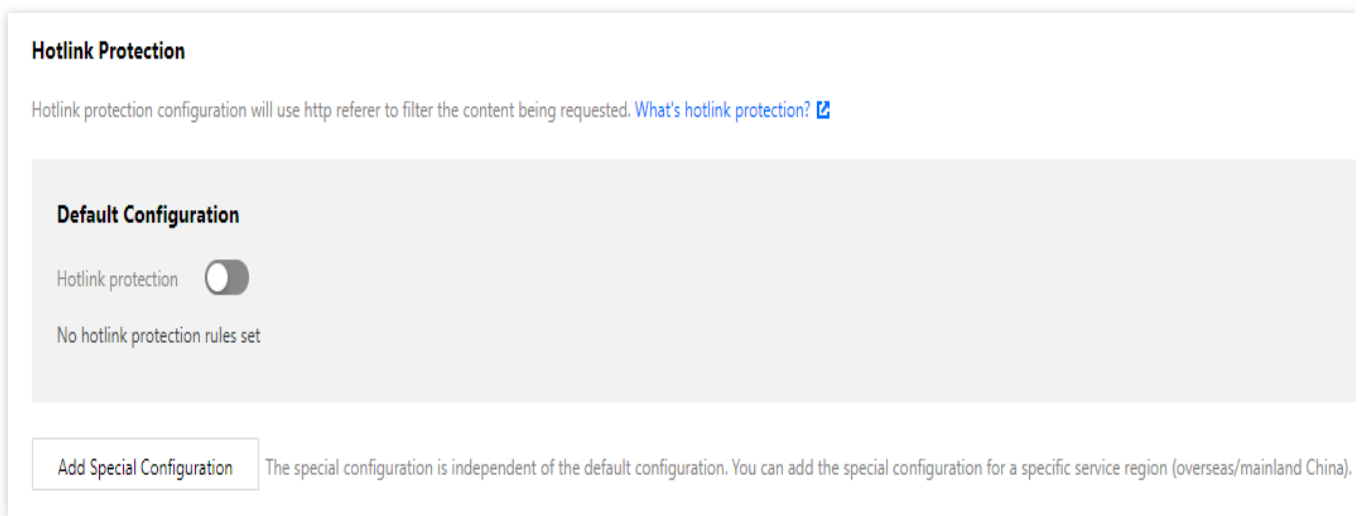 Hotlink Protection
Hotlink protection configuration will use http referer to filter the content being requested. What's hotlink protection?
Default Configuration
Hotlink protection
No hotlink protection rules set
Add Special Configuration The special configuration is independent of the default configuration. You can add the special configuration for a specific service region (overseas/mainland China).